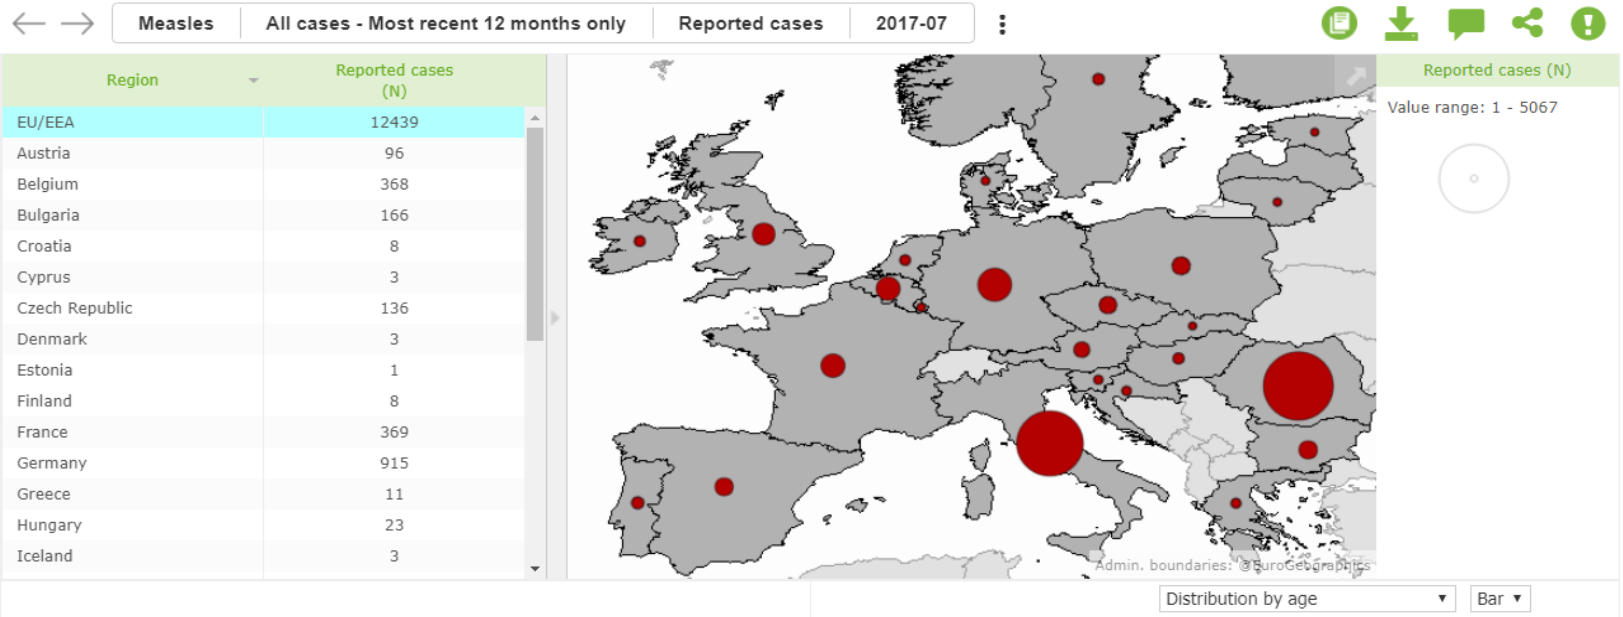 Measles All cases - Most recent 12 months only Reported cases 2017-07
Region Reported cases (N)
EU/EEA 12439
Austria 96
Belgium 368
Bulgaria 166
Croatia 8
Cyprus 3
Czech Republic 136
Denmark 3
Estonia 1
Finland 8
France 369
Germany 915
Greece 11
Hungary 23
Iceland 3
Admin. boundaries: @EuroGeographics
Reported cases (N)
Value range: 1 - 5067
Distribution by age Bar